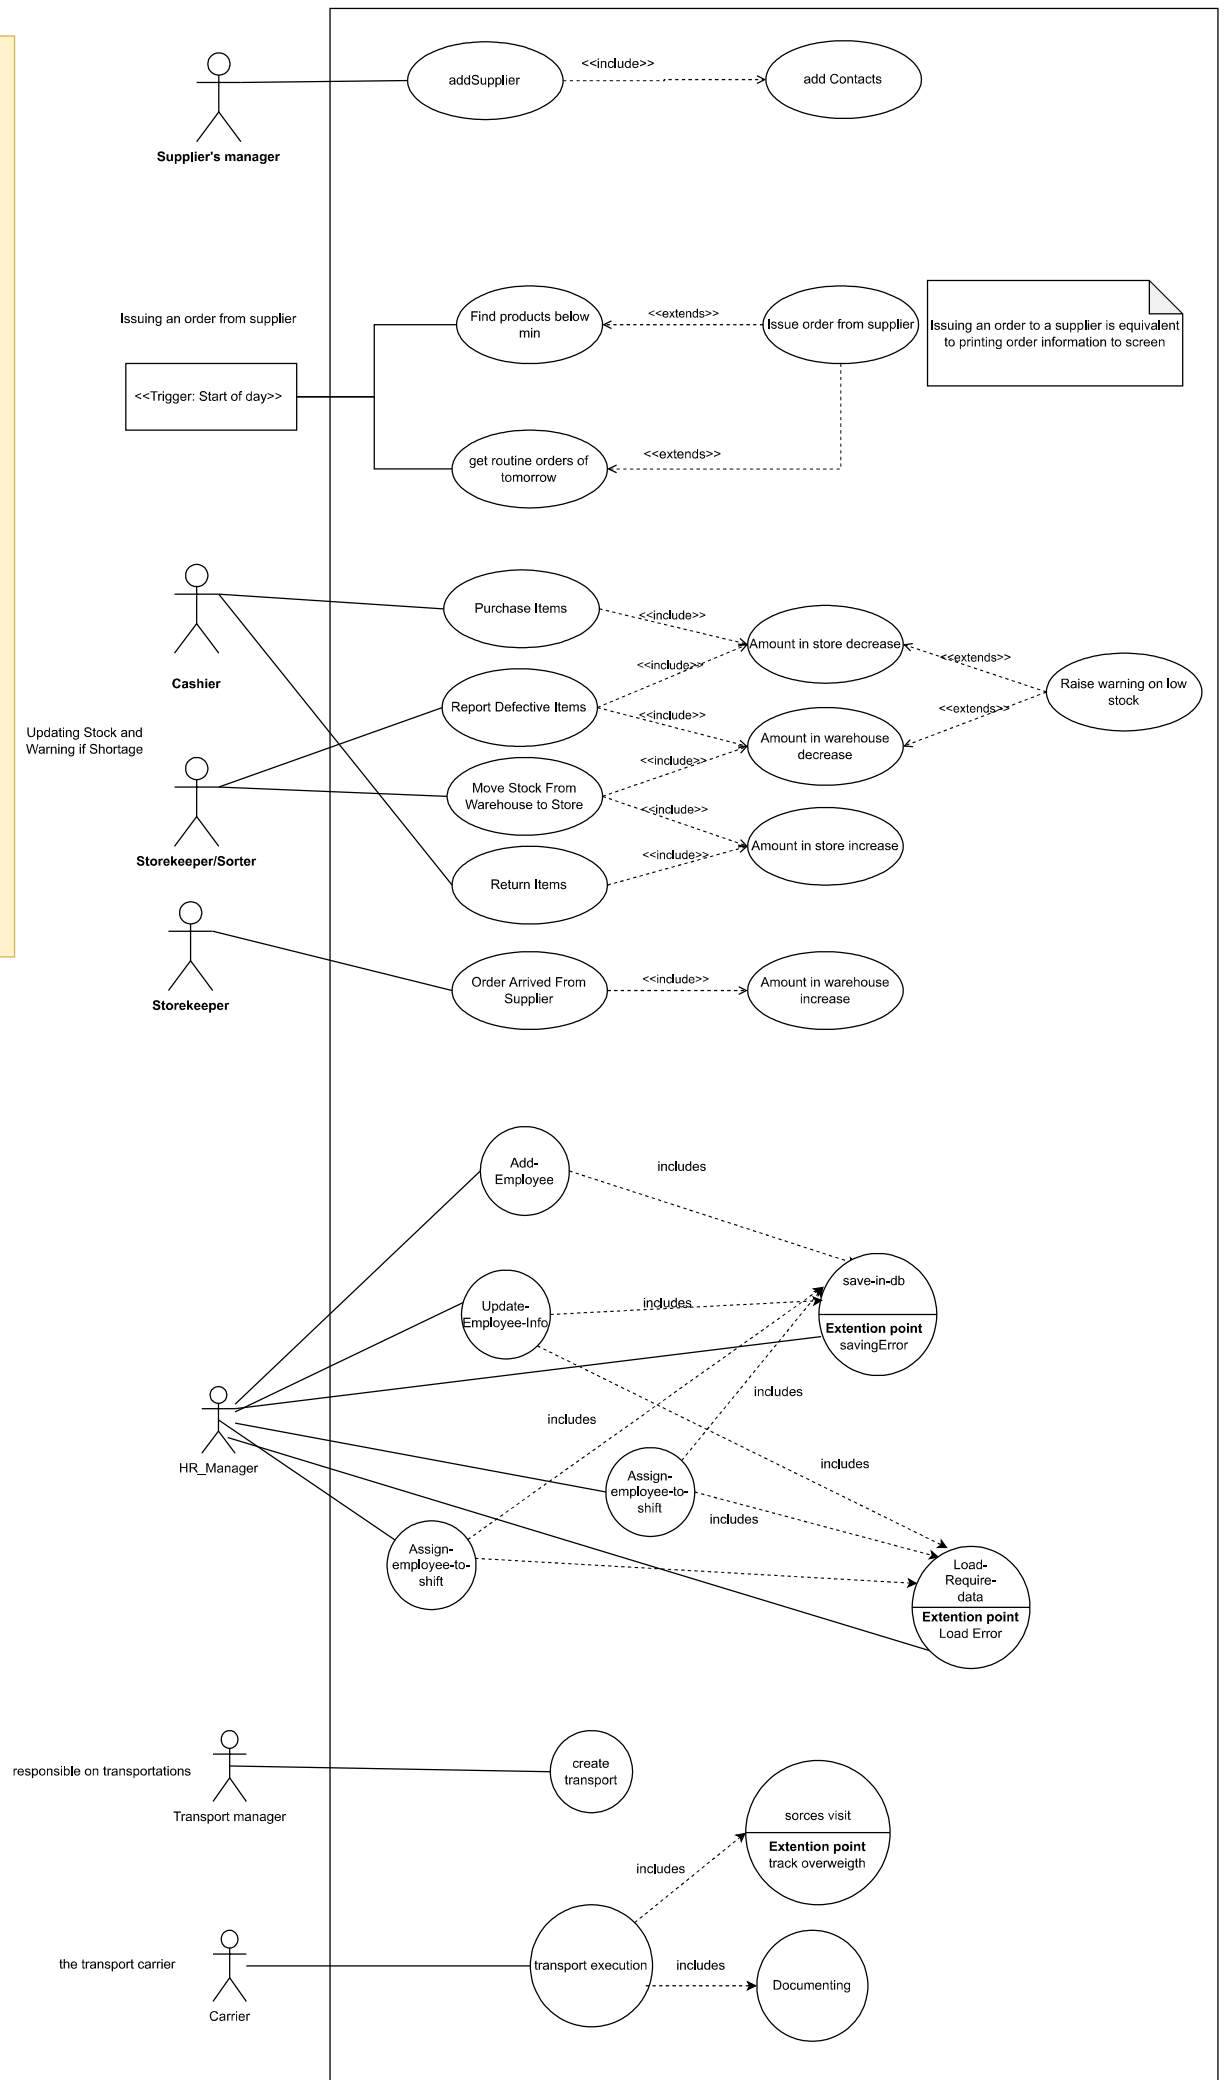 addSupplier
<<include>>
add Contacts
Supplier's manager
Issuing an order from supplier
Find products below
min
<<extends>>
Issue order from supplier
Issuing an order to a supplier is equivalent
to printing order information to screen
<<Trigger: Start of day>>
get routine orders of
tomorrow
<<extends>>
Purchase Items
<<include>>
Amount in store decrease
<<extends>>
Cashier
<<include>>
Raise warning on low
stock
Report Defective Items
<<include>>
<<extends>>
Updating Stock and
Warning if Shortage
Amount in warehouse
decrease
<<include>>
Move Stock From
Warehouse to Store
<<include>>
Storekeeper/Sorter
Amount in store increase
<<include>>
Return Items
Storekeeper
Order Arrived From
Supplier
<<include>>
Amount in warehouse
increase
Add-
Employee
includes
save-in-db
Extention point
savingError
Update-
Employee-Info
includes
includes
includes
HR_Manager
includes
Assign-
employee-to-
shift
includes
Assign-
employee-to-
shift
Load-
Require-
data
Extention point
Load Error
responsible on transportations
Transport manager
create
transport
sorces visit
Extention point
track overweigth
includes
the transport carrier
Carrier
transport execution
includes
Documenting